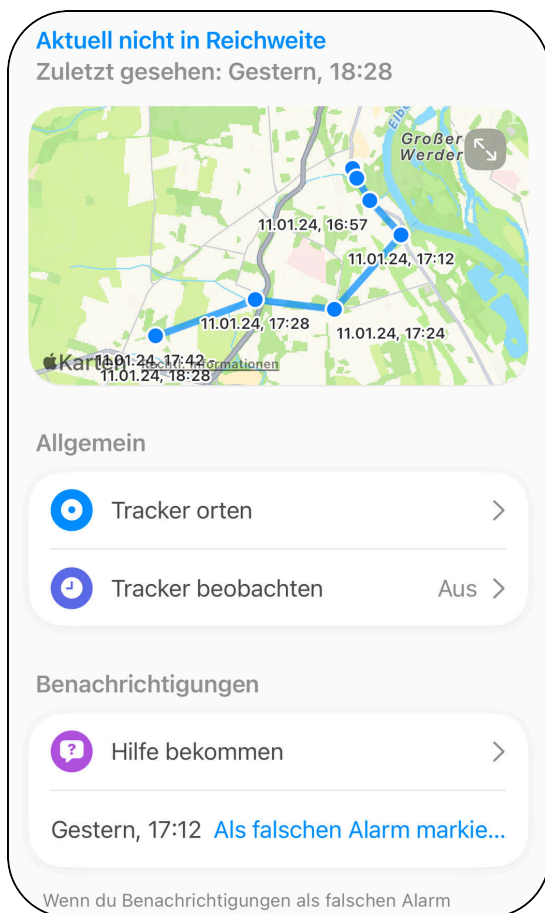 Aktuell nicht in Reichweite
Zuletzt gesehen: Gestern, 18:28
Elbe
Großer
Werder
11.01.24, 16:57
11.01.24, 17:12
11.01.24, 17:28
11.01.24, 17:24
11.01.24, 17:42 -
11.01.24, 18:28
Karten
Rechtl. Informationen
Allgemein
Tracker orten
Tracker beobachten Aus
Benachrichtigungen
Hilfe bekommen
Gestern, 17:12 Als falschen Alarm markie...
Wenn du Benachrichtigungen als falschen Alarm